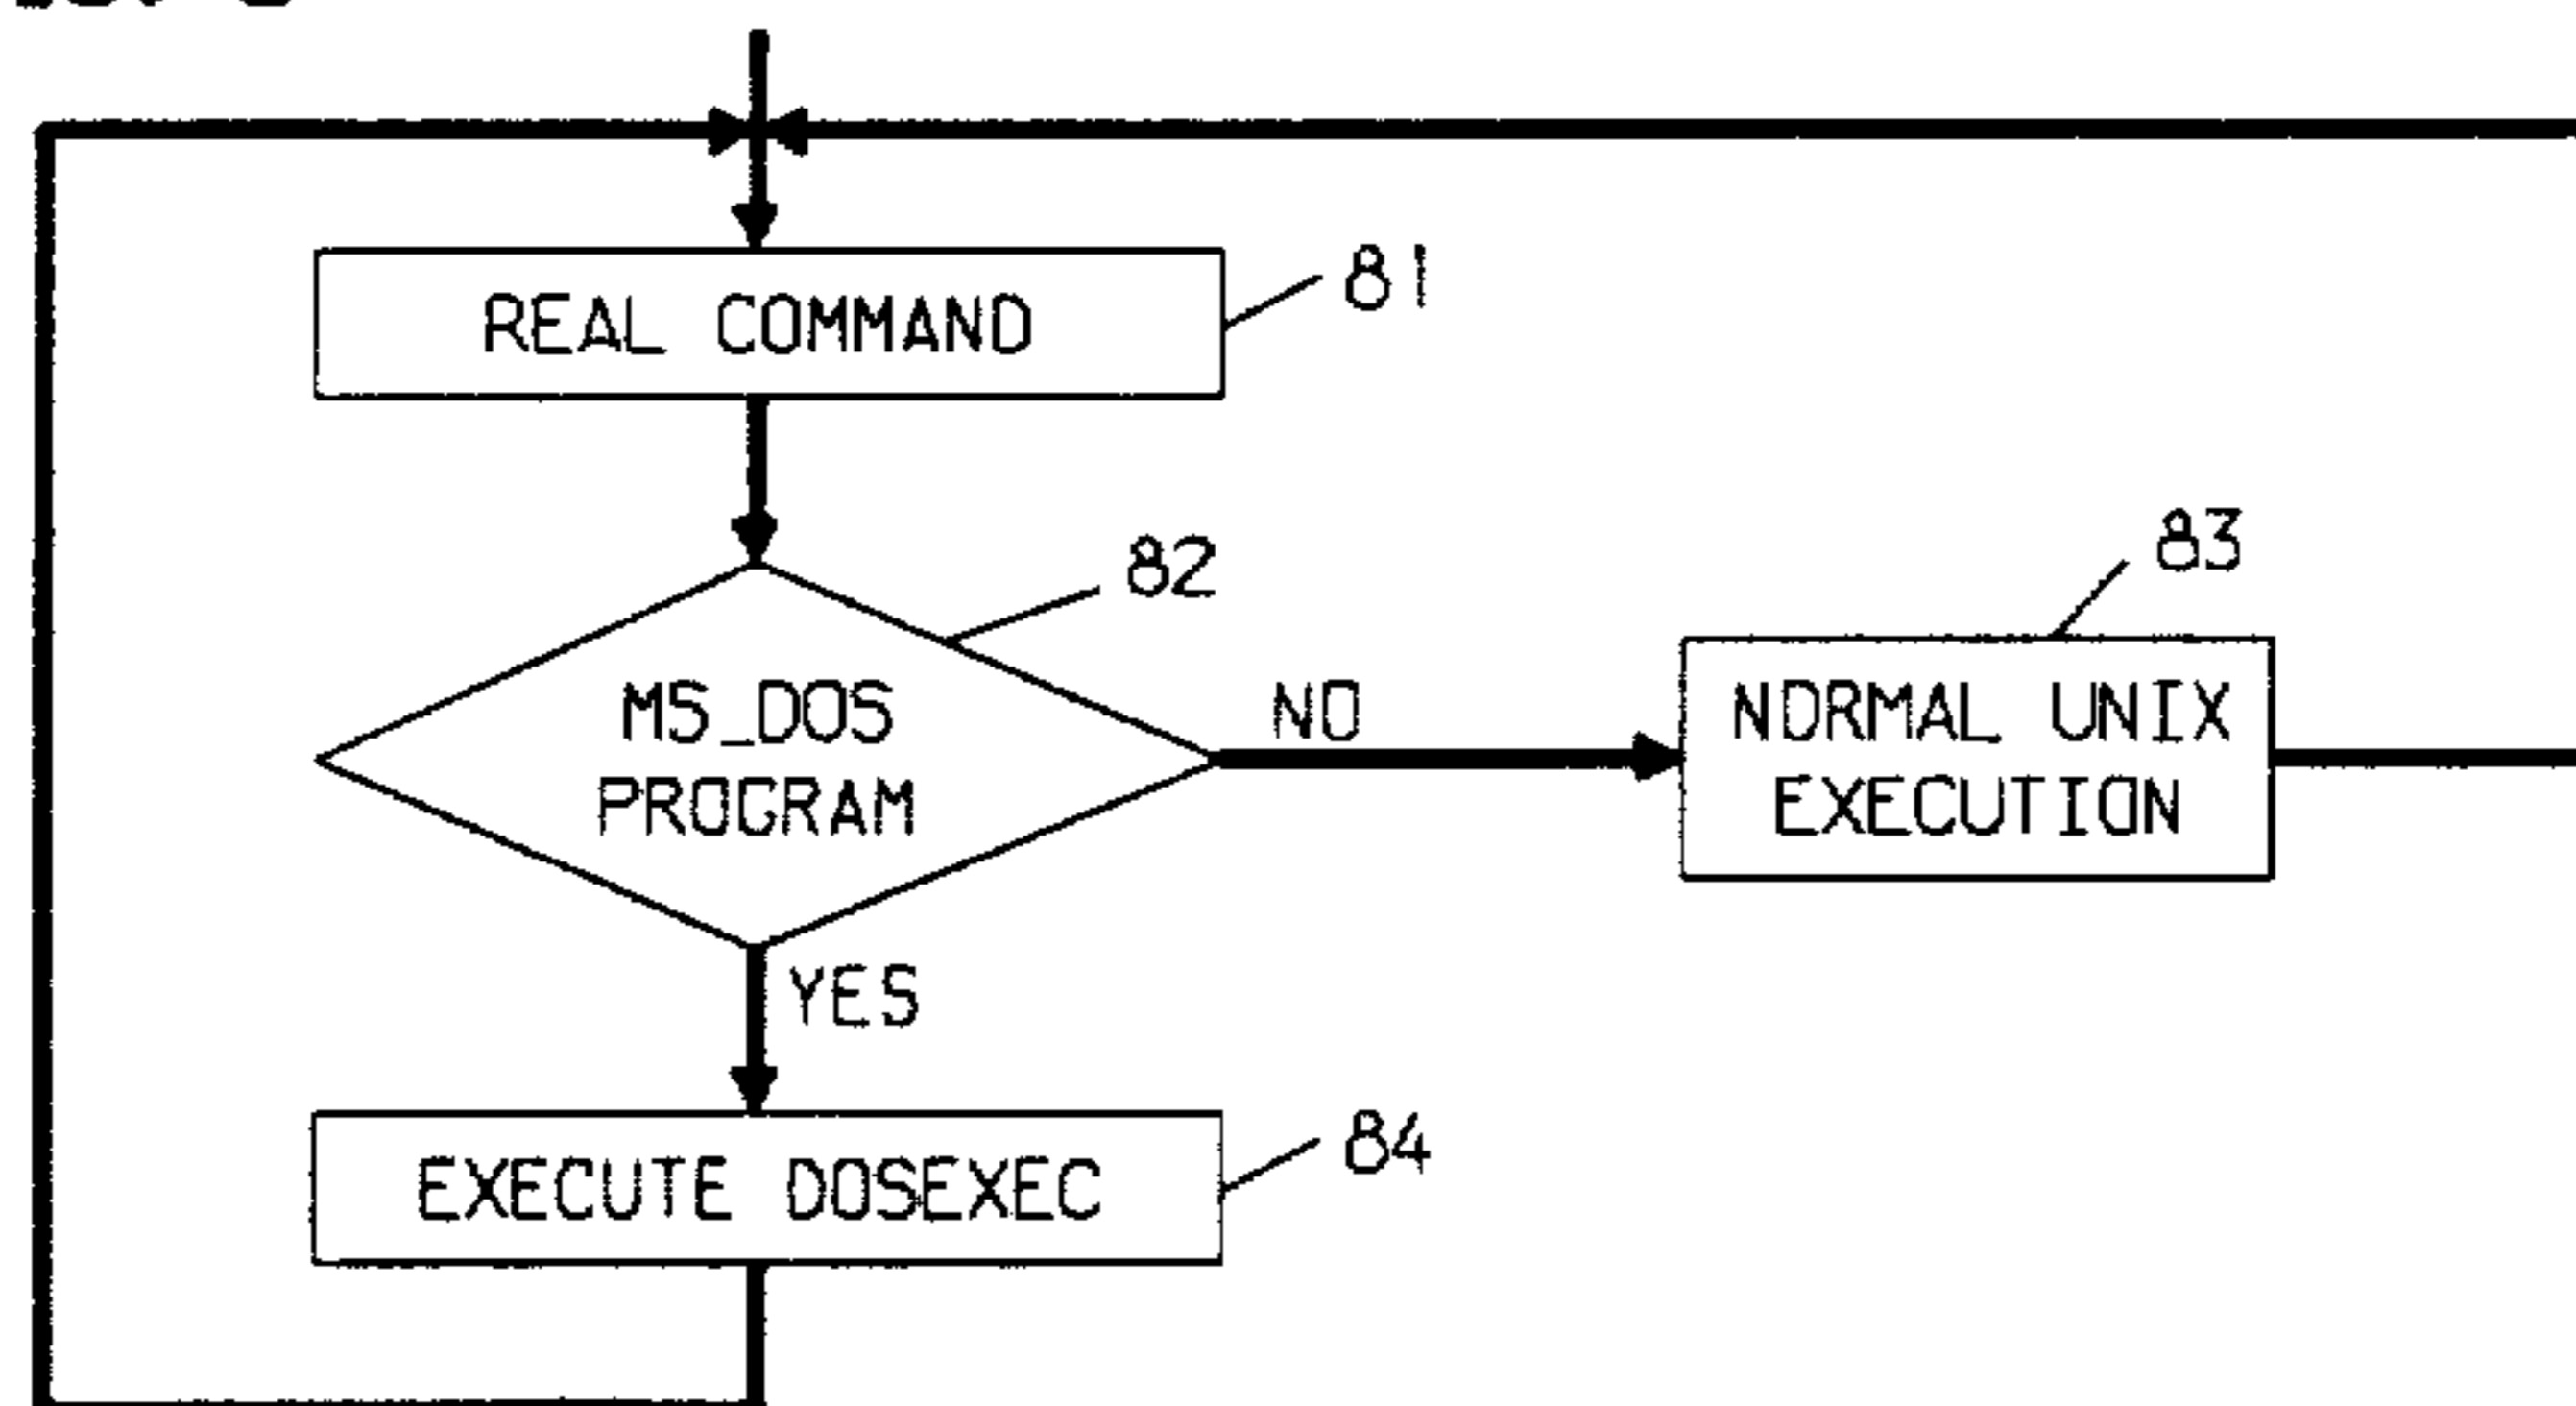 REAL COMMAND
81
82
MS_DOS
PROGRAM
NO
83
NORMAL UNIX
EXECUTION
YES
EXECUTE DOSEXEC
84